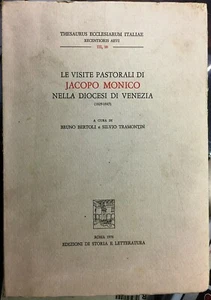 THESAURUS ECCLESIARUM ITALIAE
RECENTIORIS AEVI
LE VISITE PASTORALI DI
JACOPO MONICO
NELLA DIOCESI DI VENEZIA
A CURA DI
BRUNO BERTOLI e SILVIO TRAMONTIN
EDIZIONI DI STORIA E LETTERATURA